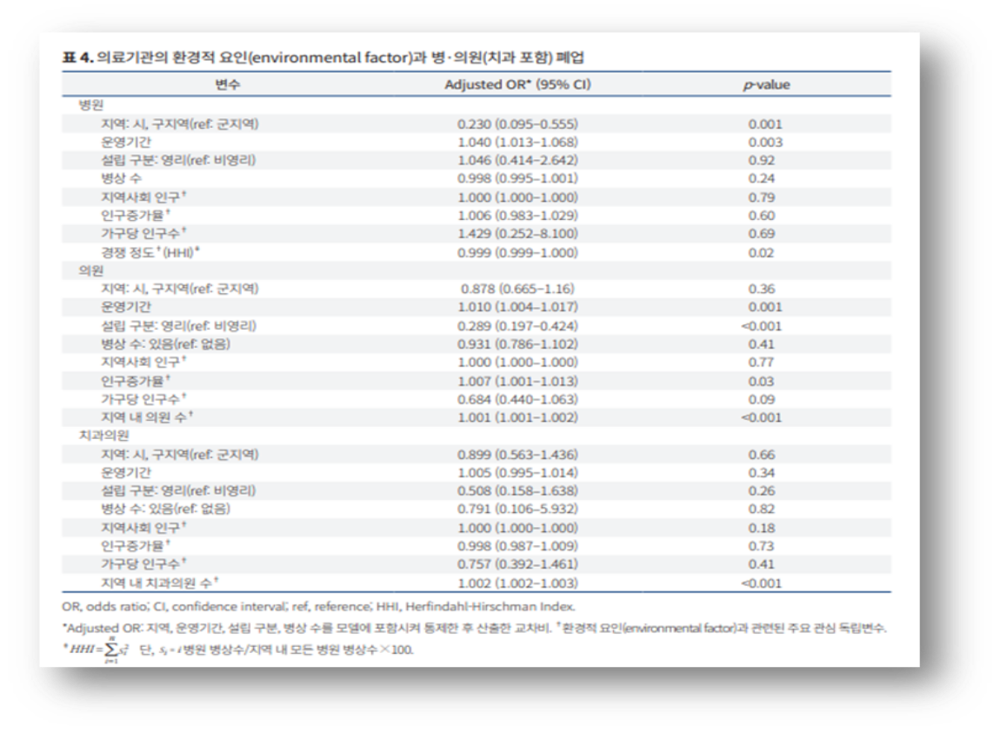 표 4. 의료기관의 환경적 요인(environmental factor)과 병·의원(치과 포함) 폐업
변수 Adjusted OR* (95% CI) p-value
병원
지역: 시, 구지역(ref: 군지역) 0.230 (0.095–0.555) 0.001
운영기간 1.040 (1.013–1.068) 0.003
설립 구분: 영리(ref: 비영리) 1.046 (0.414–2.642) 0.92
병상 수 0.998 (0.995–1.001) 0.24
지역사회 인구† 1.000 (1.000–1.000) 0.79
인구증가율† 1.006 (0.983–1.029) 0.60
가구당 인구수† 1.429 (0.252–8.100) 0.69
경쟁 정도†(HHI)‡ 0.999 (0.999–1.000) 0.02
의원
지역: 시, 구지역(ref: 군지역) 0.878 (0.665–1.16) 0.36
운영기간 1.010 (1.004–1.017) 0.001
설립 구분: 영리(ref: 비영리) 0.289 (0.197–0.424) <0.001
병상 수: 있음(ref: 없음) 0.931 (0.786–1.102) 0.41
지역사회 인구† 1.000 (1.000–1.000) 0.77
인구증가율† 1.007 (1.001–1.013) 0.03
가구당 인구수† 0.684 (0.440–1.063) 0.09
지역 내 의원 수† 1.001 (1.001–1.002) <0.001
치과의원
지역: 시, 구지역(ref: 군지역) 0.899 (0.563–1.436) 0.66
운영기간 1.005 (0.995–1.014) 0.34
설립 구분: 영리(ref: 비영리) 0.508 (0.158–1.638) 0.26
병상 수: 있음(ref: 없음) 0.791 (0.106–5.932) 0.82
지역사회 인구† 1.000 (1.000–1.000) 0.18
인구증가율† 0.998 (0.987–1.009) 0.73
가구당 인구수† 0.757 (0.392–1.461) 0.41
지역 내 치과의원 수† 1.002 (1.002–1.003) <0.001
OR, odds ratio; CI, confidence interval; ref, reference; HHI, Herfindahl-Hirschman Index.
*Adjusted OR: 지역, 운영기간, 설립 구분, 병상 수를 모델에 포함시켜 통제한 후 산출한 교차비. †환경적 요인(environmental factor)과 관련된 주요 관심 독립변수.
‡HHI=∑ⁿᵢ₌₁sᵢ² 단, sᵢ = i 병원 병상수/지역 내 모든 병원 병상수×100.